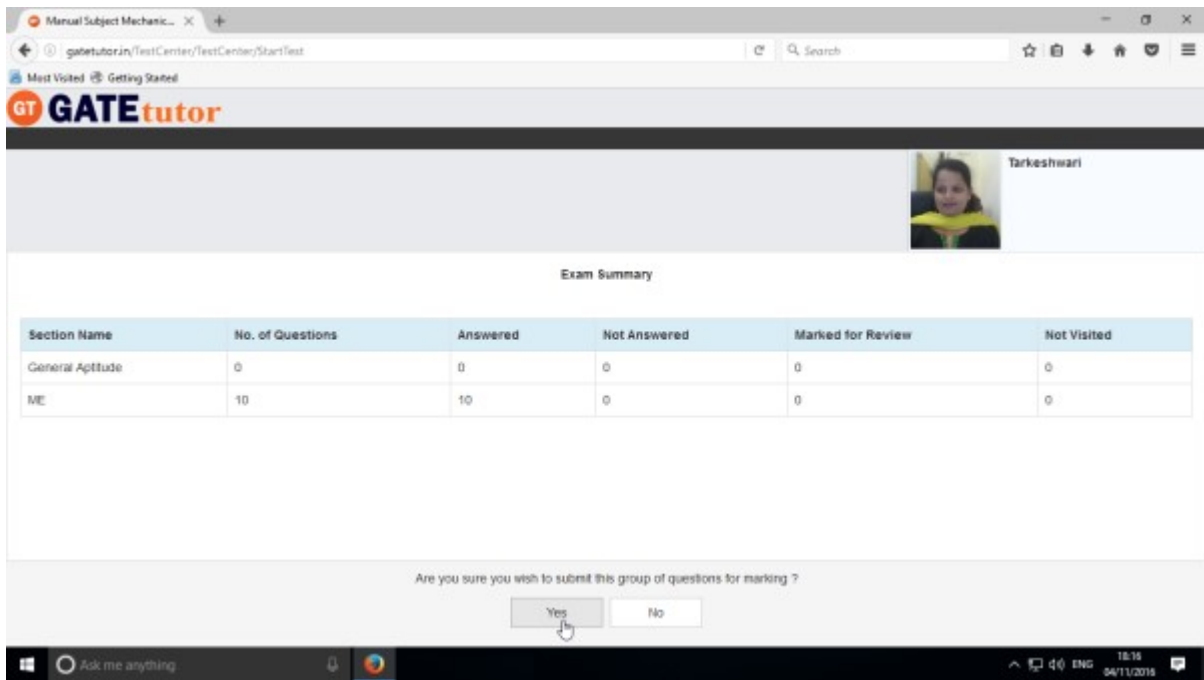 Manual Subject Mechanic...
gatetutor.in/TestCenter/TestCenter/StartTest
Search
Most Visited Getting Started
GT GATEtutor
Tarkeshwari
Exam Summary
Section Name No. of Questions Answered Not Answered Marked for Review Not Visited
General Aptitude 0 0 0 0 0
ME 10 10 0 0 0
Are you sure you wish to submit this group of questions for marking ?
Yes No
Ask me anything ENG 18:16
04/11/2016